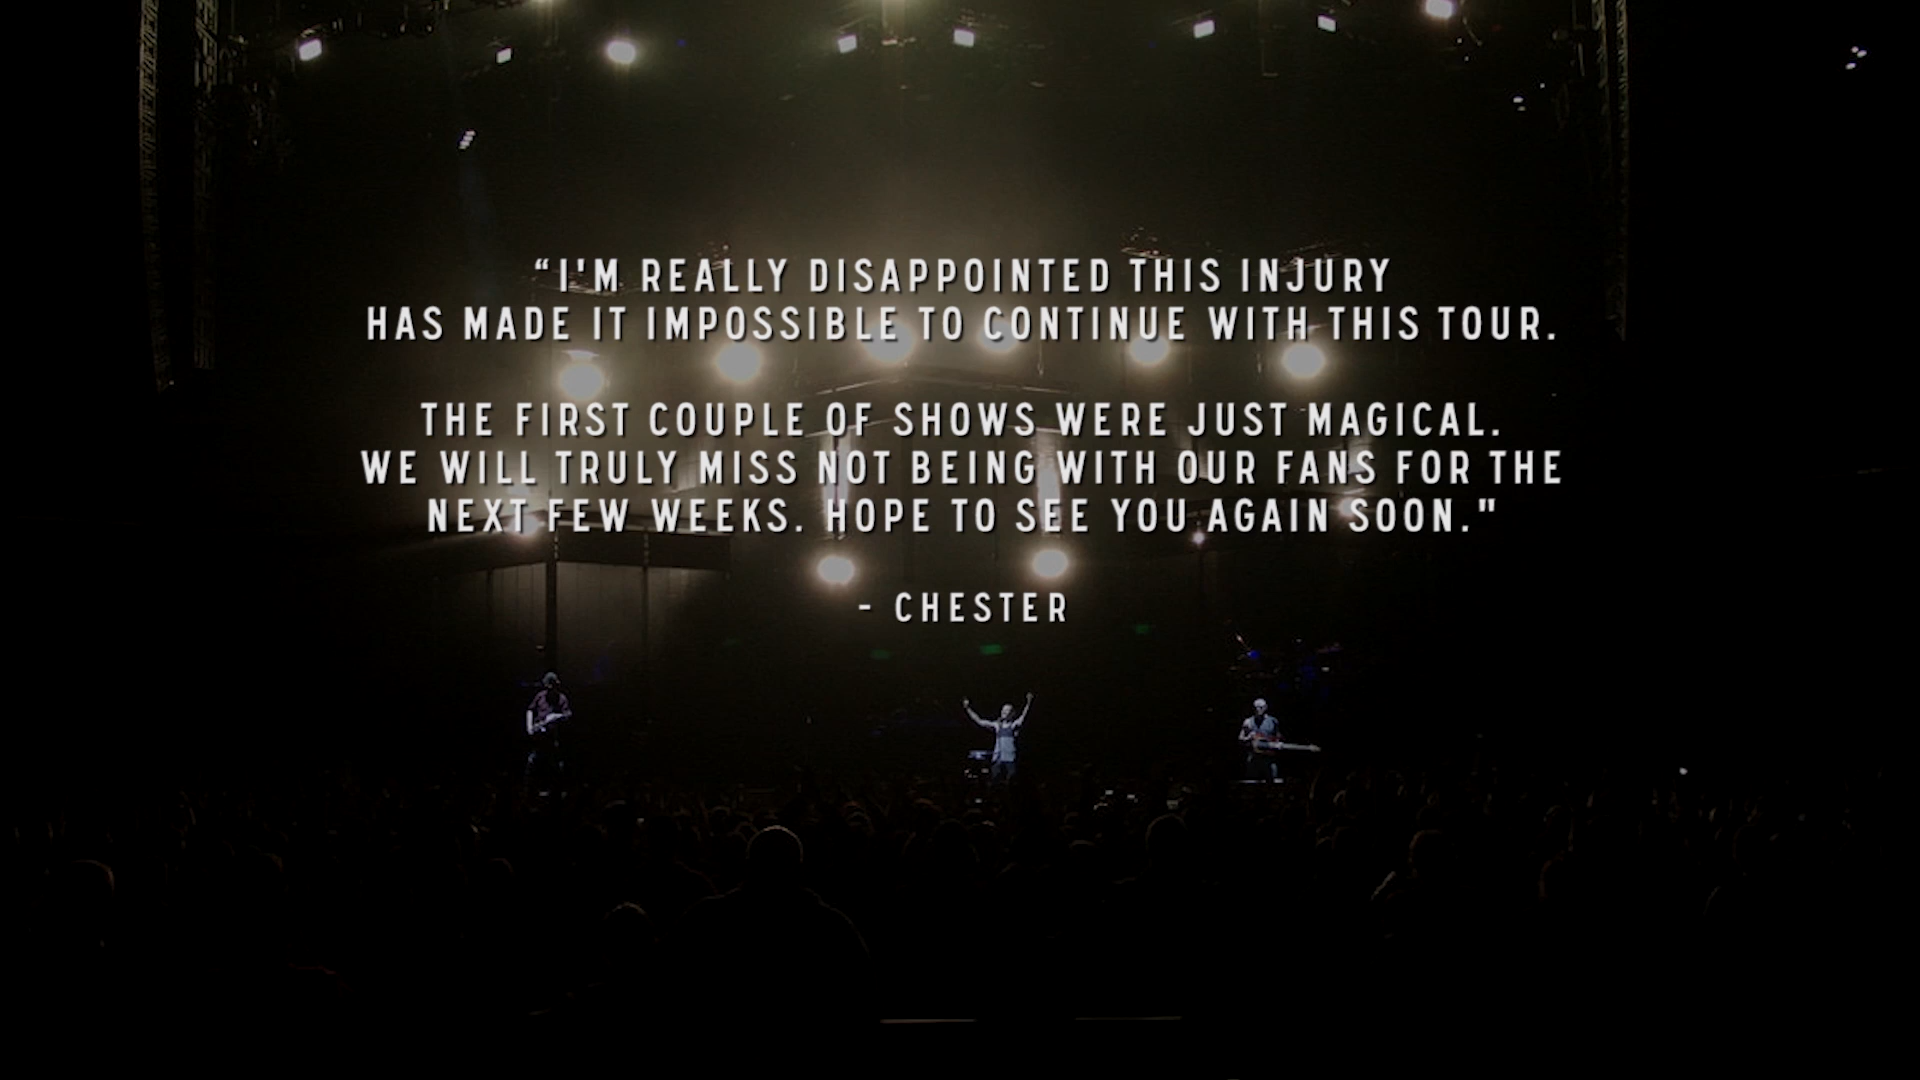 “I'M REALLY DISAPPOINTED THIS INJURY
HAS MADE IT IMPOSSIBLE TO CONTINUE WITH THIS TOUR.
THE FIRST COUPLE OF SHOWS WERE JUST MAGICAL.
WE WILL TRULY MISS NOT BEING WITH OUR FANS FOR THE
NEXT FEW WEEKS. HOPE TO SEE YOU AGAIN SOON."
- CHESTER